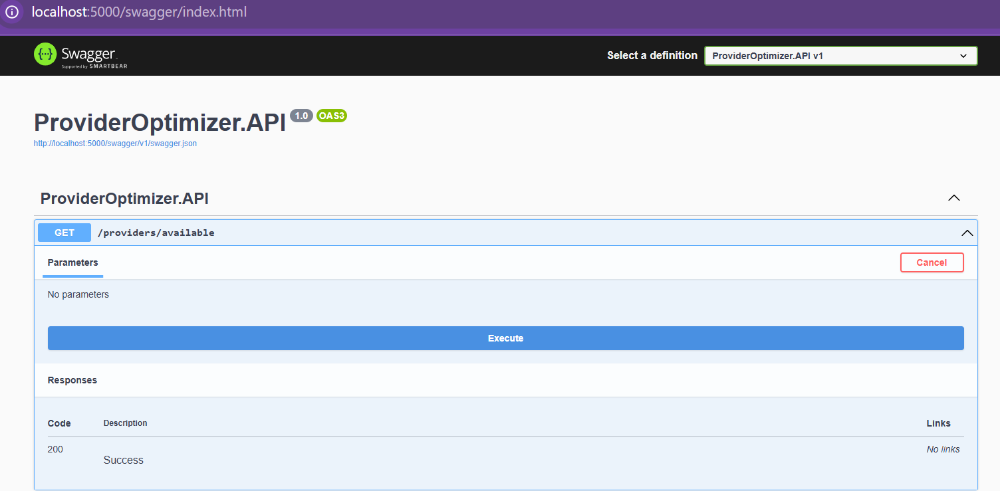 localhost:5000/swagger/index.html
Swagger
Supported by SMARTBEAR
Select a definition
ProviderOptimizer.API v1
ProviderOptimizer.API 1.0 OAS3
http://localhost:5000/swagger/v1/swagger.json
ProviderOptimizer.API
GET /providers/available
Parameters
Cancel
No parameters
Execute
Responses
Code Description Links
200 Success No links